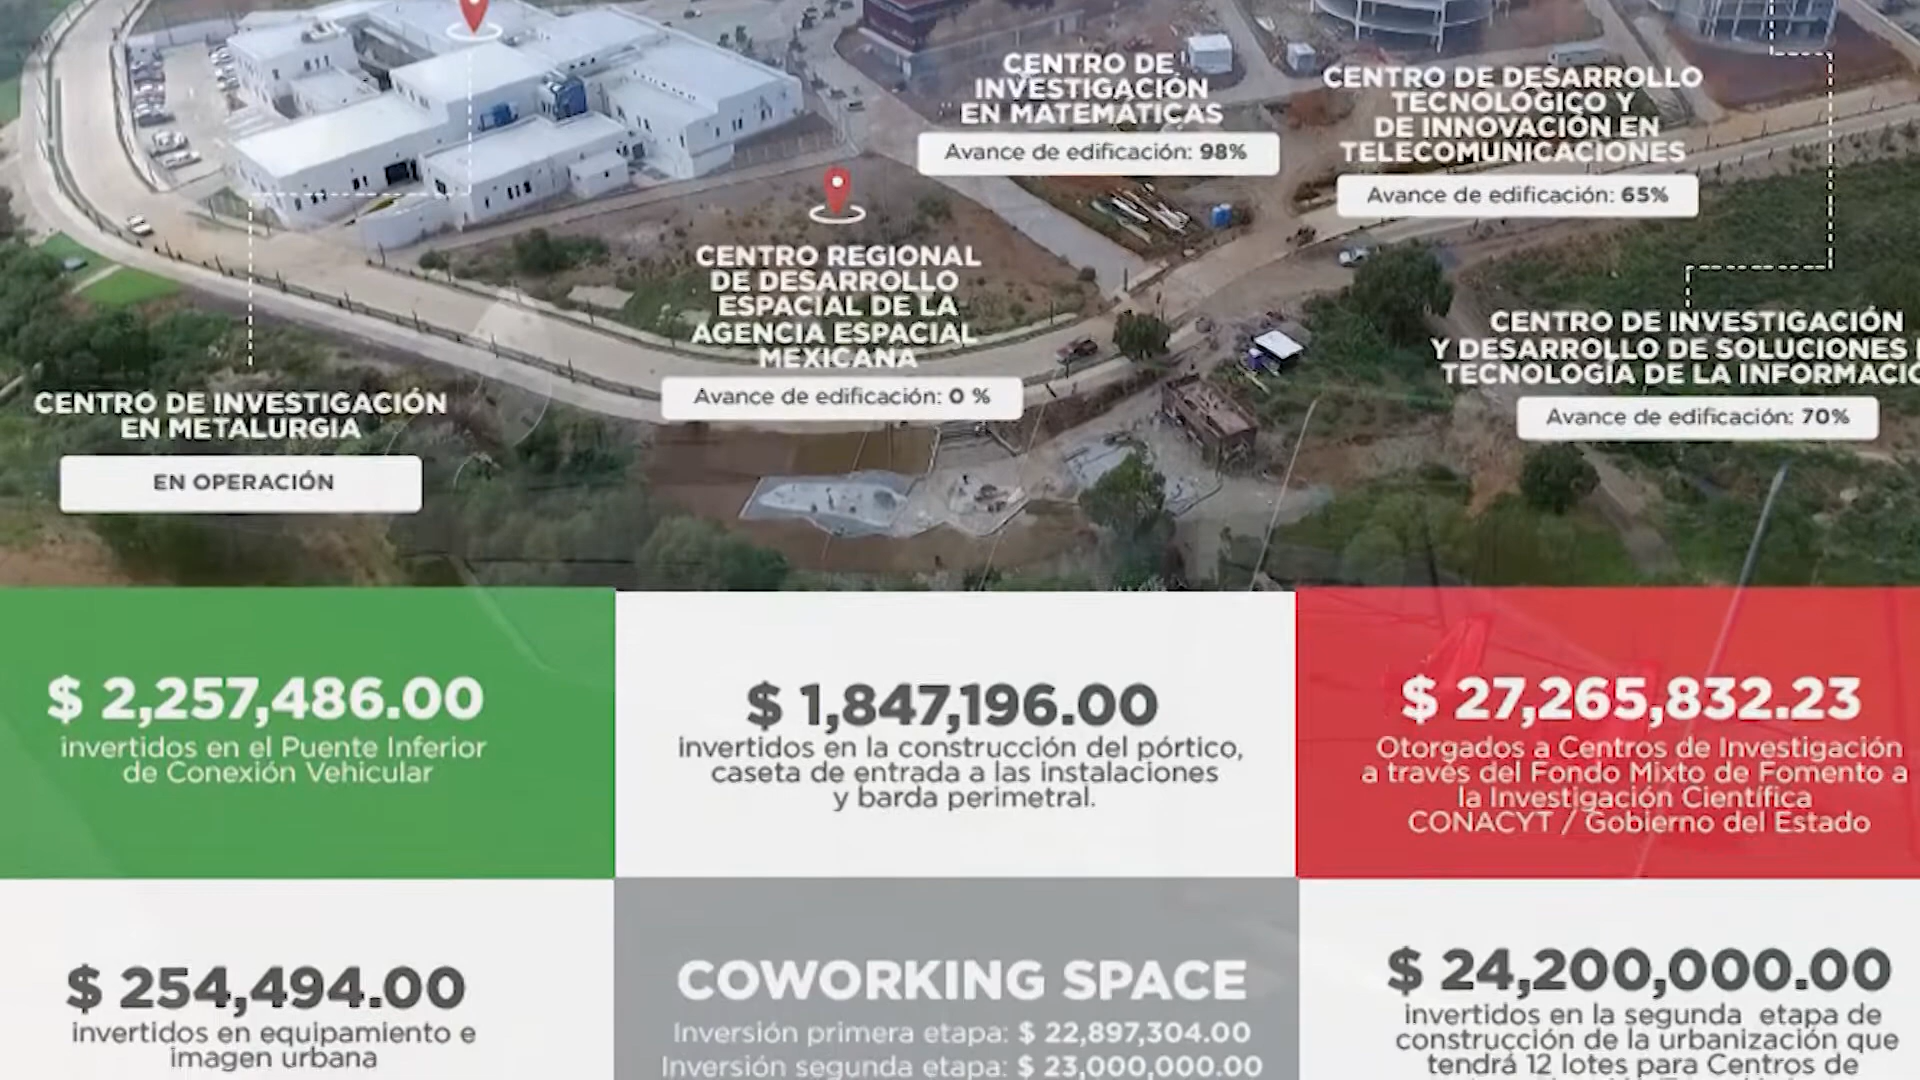 CENTRO DE
INVESTIGACIÓN
EN MATEMÁTICAS
Avance de edificación: 98%
CENTRO DE DESARROLLO
TECNOLÓGICO Y
DE INNOVACIÓN EN
TELECOMUNICACIONES
Avance de edificación: 65%
CENTRO REGIONAL
DE DESARROLLO
ESPACIAL DE LA
AGENCIA ESPACIAL
MEXICANA
Avance de edificación: 0 %
CENTRO DE INVESTIGACIÓN
Y DESARROLLO DE SOLUCIONES
TECNOLOGÍA DE LA INFORMACIÓ
Avance de edificación: 70%
CENTRO DE INVESTIGACIÓN
EN METALURGIA
EN OPERACIÓN
$ 2,257,486.00
invertidos en el Puente Inferior
de Conexión Vehicular
$ 1,847,196.00
invertidos en la construcción del pórtico,
caseta de entrada a las instalaciones
y barda perimetral.
$ 27,265,832.23
Otorgados a Centros de Investigación
a través del Fondo Mixto de Fomento a
la Investigación Científica
CONACYT / Gobierno del Estado
$ 254,494.00
invertidos en equipamiento e
imagen urbana
COWORKING SPACE
Inversión primera etapa: $ 22,897,304.00
Inversión segunda etapa: $ 23,000,000.00
$ 24,200,000.00
invertidos en la segunda etapa de
construcción de la urbanización que
tendrá 12 lotes para Centros de